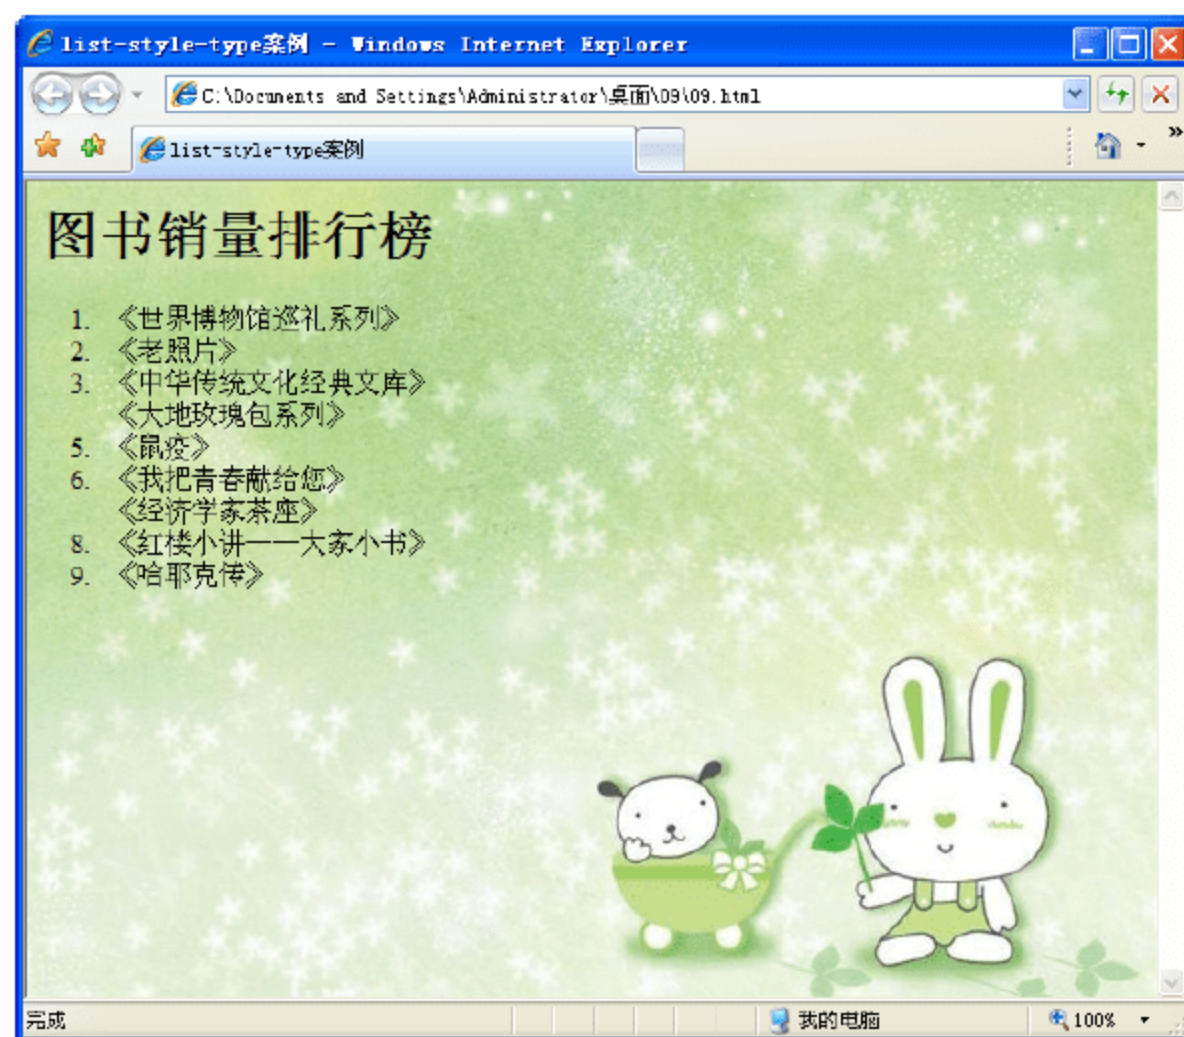 list-style-type案例 - Windows Internet Explorer
C:\Documents and Settings\Administrator\桌面\09\09.html
list-style-type案例
图书销量排行榜
1. 《世界博物馆巡礼系列》
2. 《老照片》
3. 《中华传统文化经典文库》
《大地玫瑰包系列》
5. 《鼠疫》
6. 《我把青春献给您》
《经济学家茶座》
8. 《红楼小讲——大家小书》
9. 《哈耶克传》
完成 我的电脑 100%